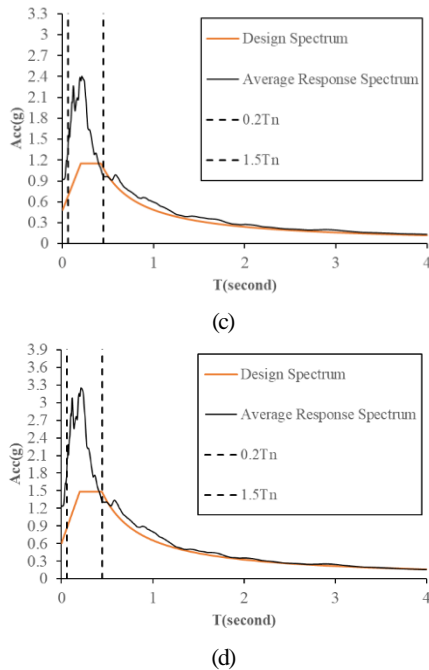 3.3
3
2.7
2.4
2.1
1.8
1.5
1.2
0.9
0.6
0.3
0
Acc(g)
Design Spectrum
Average Response Spectrum
0.2Tn
1.5Tn
0 1 2 3 4
T(second)
(c)
3.9
3.6
3.3
3
2.7
2.4
2.1
1.8
1.5
1.2
0.9
0.6
0.3
0
Acc(g)
Design Spectrum
Average Response Spectrum
0.2Tn
1.5Tn
0 1 2 3 4
T(second)
(d)